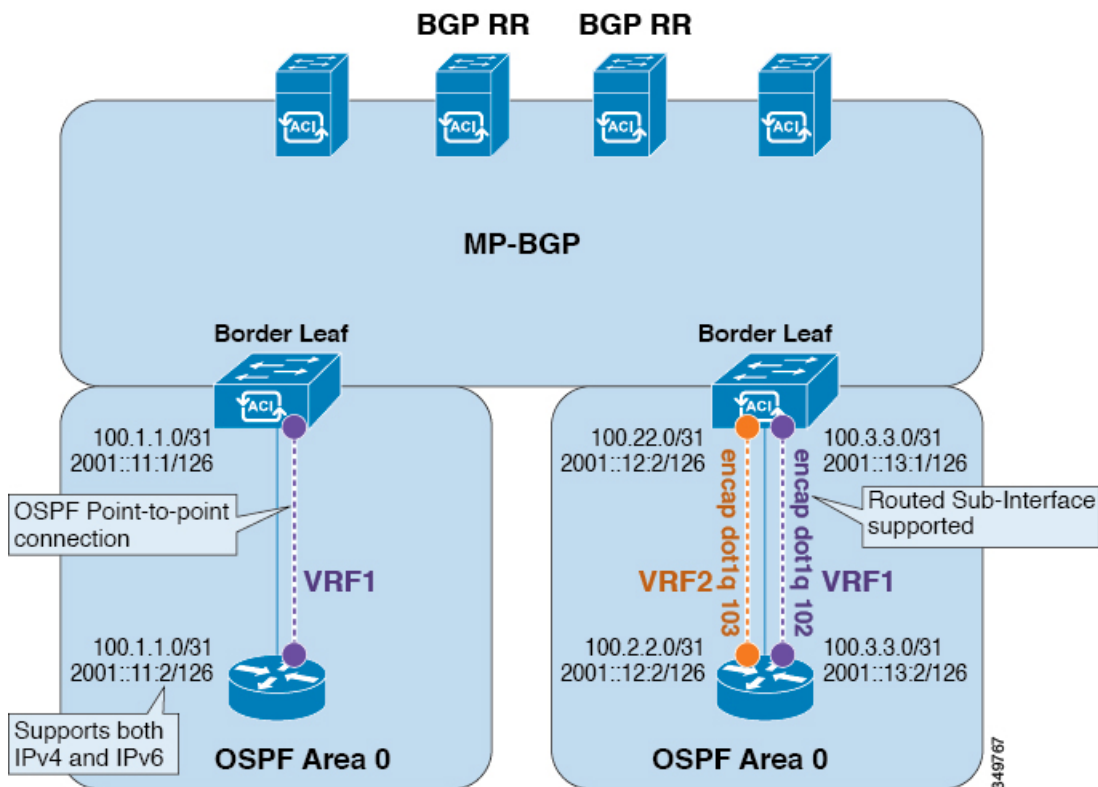 BGP RR
BGP RR
ACI
ACI
ACI
ACI
MP-BGP
Border Leaf
Border Leaf
ACI
ACI
100.1.1.0/31
2001::11:1/126
100.22.0/31
2001::12:2/126
100.3.3.0/31
2001::13:1/126
OSPF Point-to-point
connection
Routed Sub-Interface
supported
VRF1
VRF2
encap dot1q 103
encap dot1q 102
VRF1
100.1.1.0/31
2001::11:2/126
100.2.2.0/31
2001::12:2/126
100.3.3.0/31
2001::13:2/126
Supports both
IPv4 and IPv6
OSPF Area 0
OSPF Area 0
349767